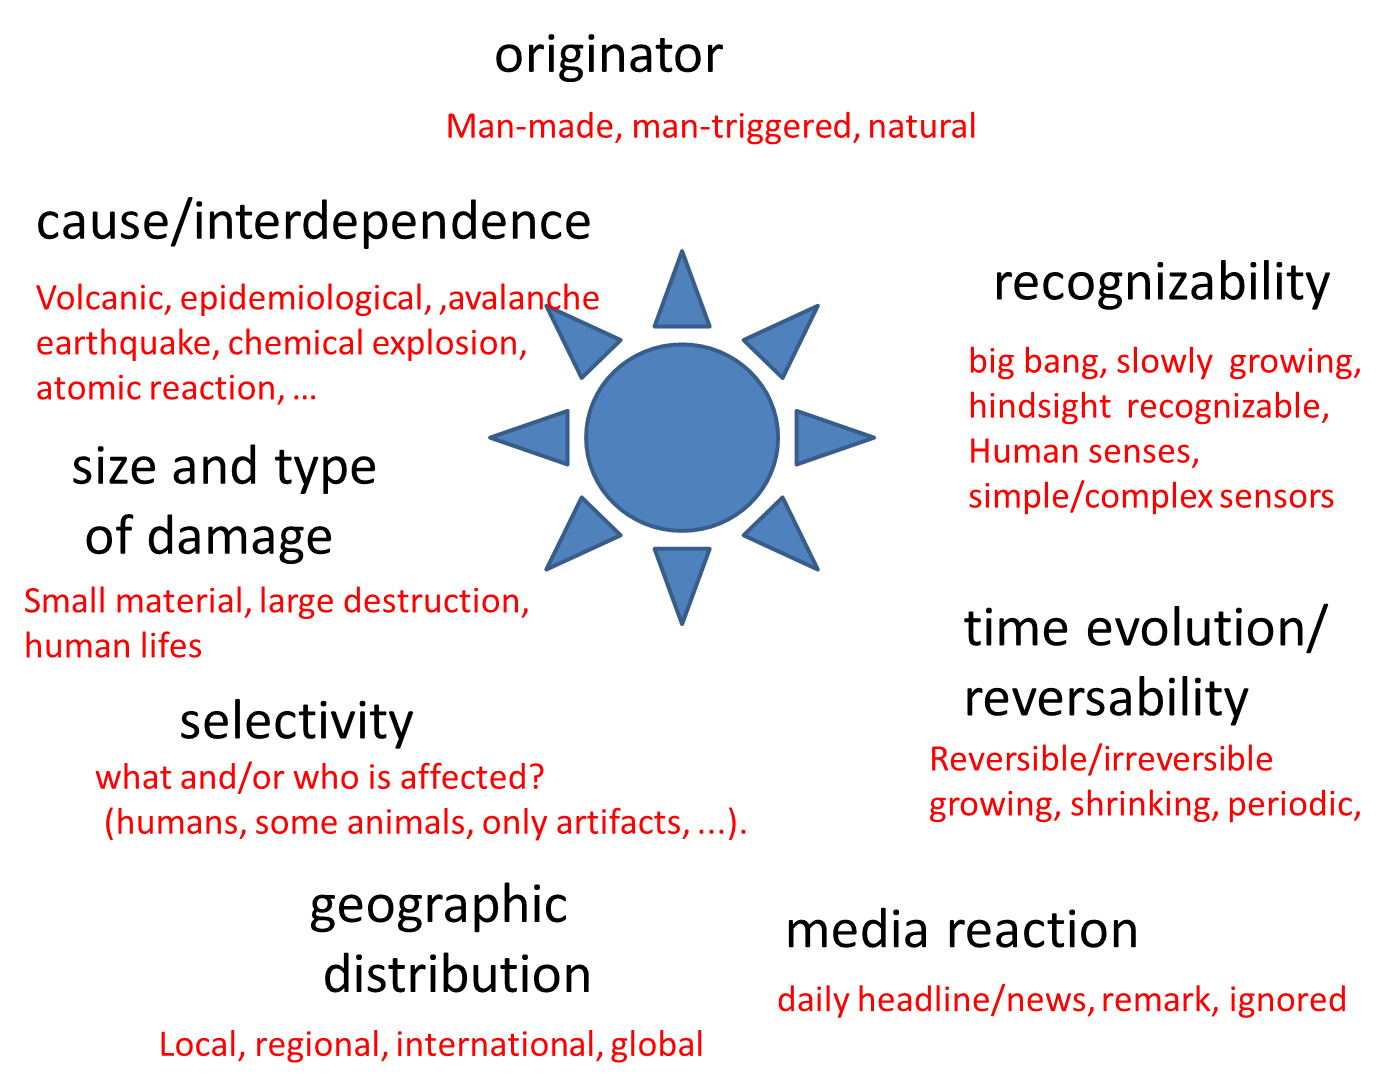 originator
Man-made, man-triggered, natural
cause/interdependence
Volcanic, epidemiological, ,avalanche
earthquake, chemical explosion,
atomic reaction, ...
recognizability
big bang, slowly growing,
hindsight recognizable,
Human senses,
simple/complex sensors
size and type
of damage
Small material, large destruction,
human lifes
time evolution/
reversability
Reversible/irreversible
growing, shrinking, periodic,
selectivity
what and/or who is affected?
(humans, some animals, only artifacts, ...).
geographic
distribution
Local, regional, international, global
media reaction
daily headline/news, remark, ignored